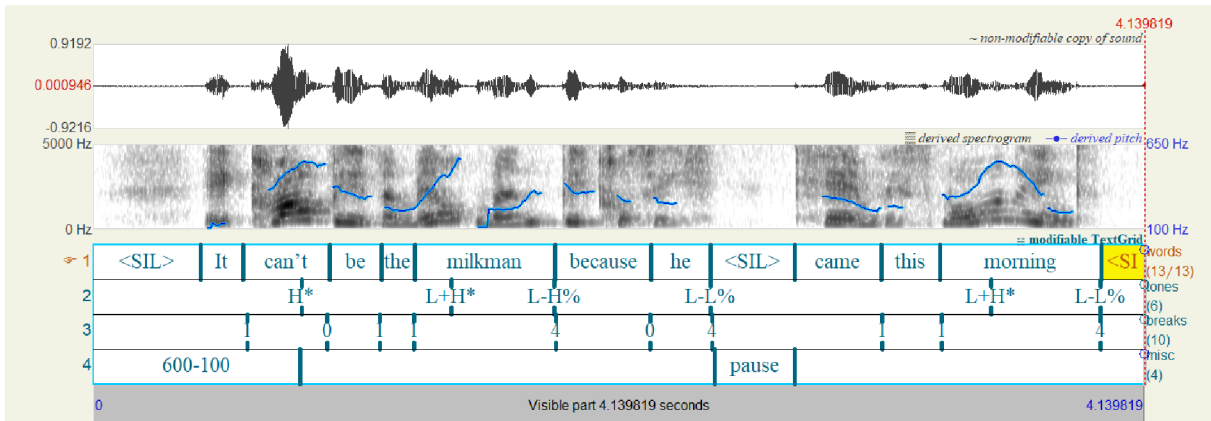 4.139819
~ non-modifiable copy of sound
0.9192
0.000946
-0.9216
derived spectrogram derived pitch
5000 Hz 650 Hz
0 Hz 100 Hz
modifiable TextGrid
1 <SIL> It can't be the milkman because he <SIL> came this morning <SI words (13/13)
2 H* L+H* L-H% L-L% L+H* L-L% tones (6)
3 1 0 1 1 4 0 4 1 1 4 breaks (10)
4 600-100 pause misc (4)
0 Visible part 4.139819 seconds 4.139819